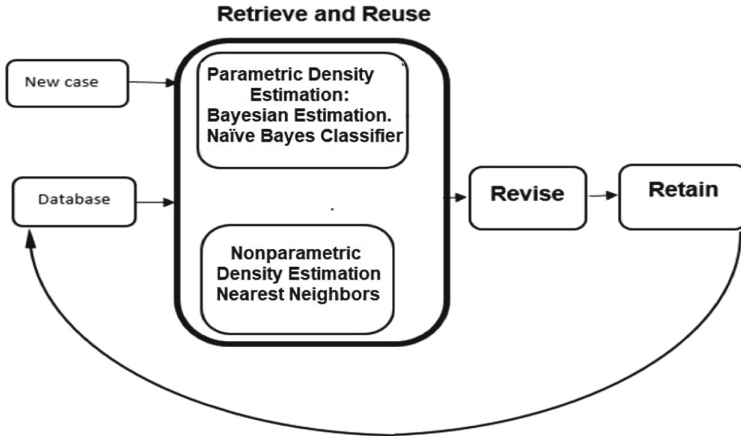 Retrieve and Reuse
New case
Parametric Density
Estimation:
Bayesian Estimation.
Naïve Bayes Classifier
Database
Nonparametric
Density Estimation
Nearest Neighbors
Revise
Retain